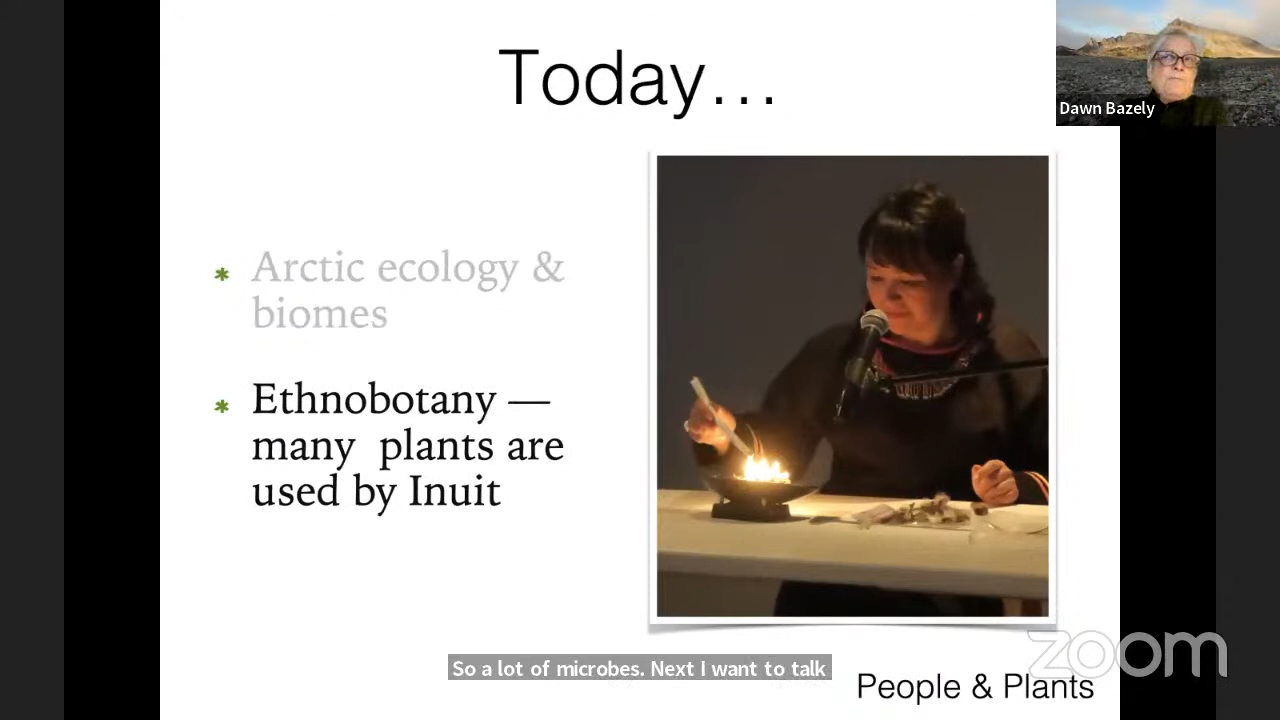 Today...
Dawn Bazely
* Arctic ecology &
biomes
* Ethnobotany —
many plants are
used by Inuit
So a lot of microbes. Next I want to talk
People & Plants
zoom